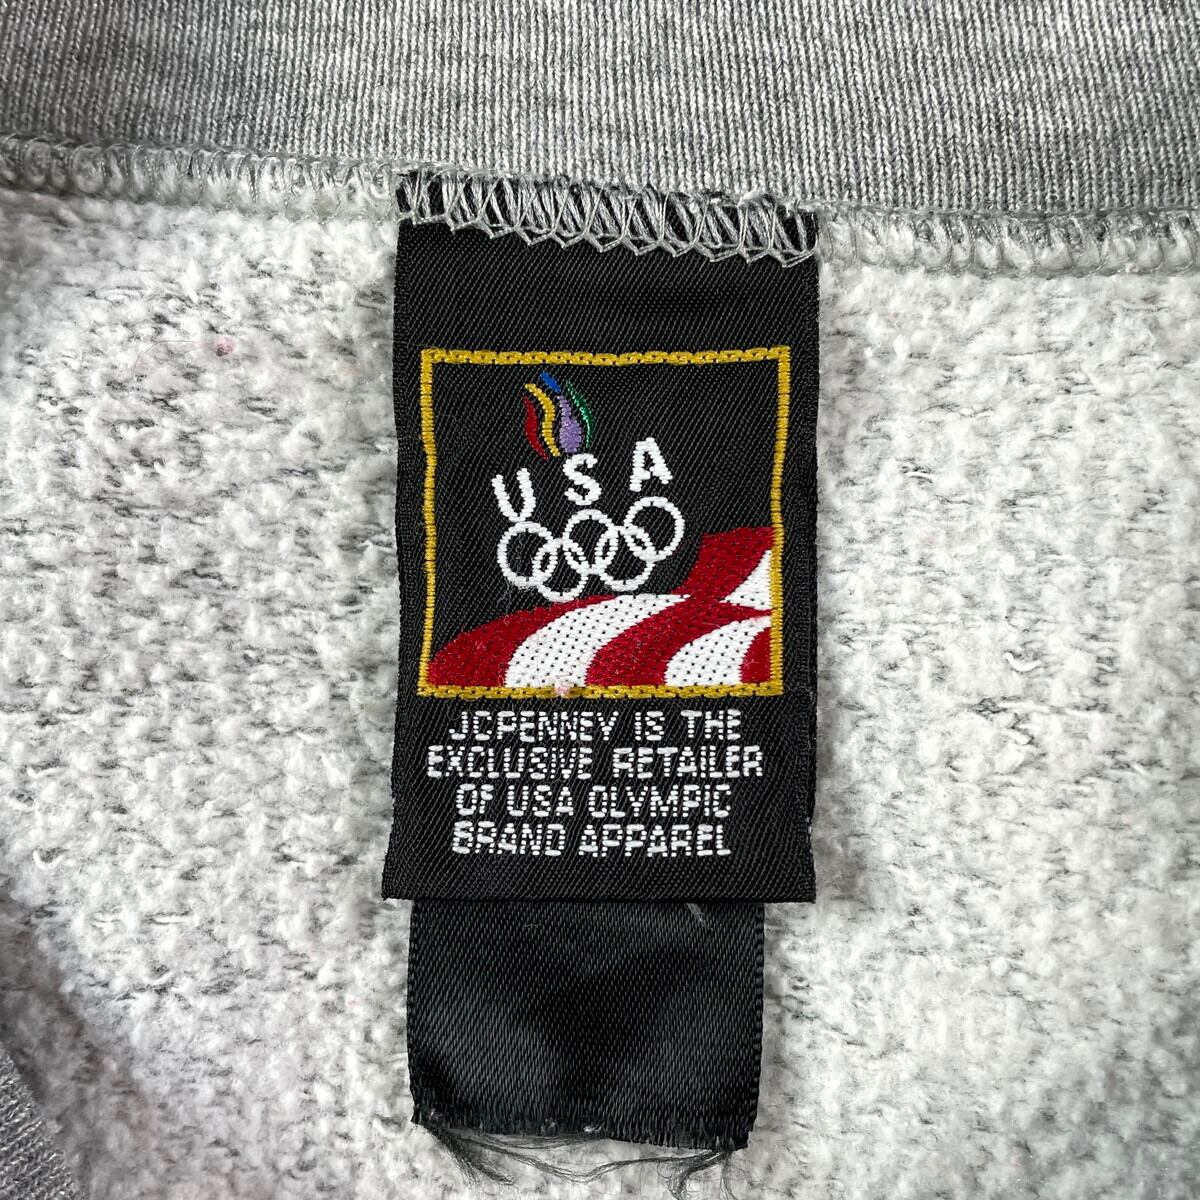 USA
JCPENNEY IS THE
EXCLUSIVE RETAILER
OF USA OLYMPIC
BRAND APPAREL